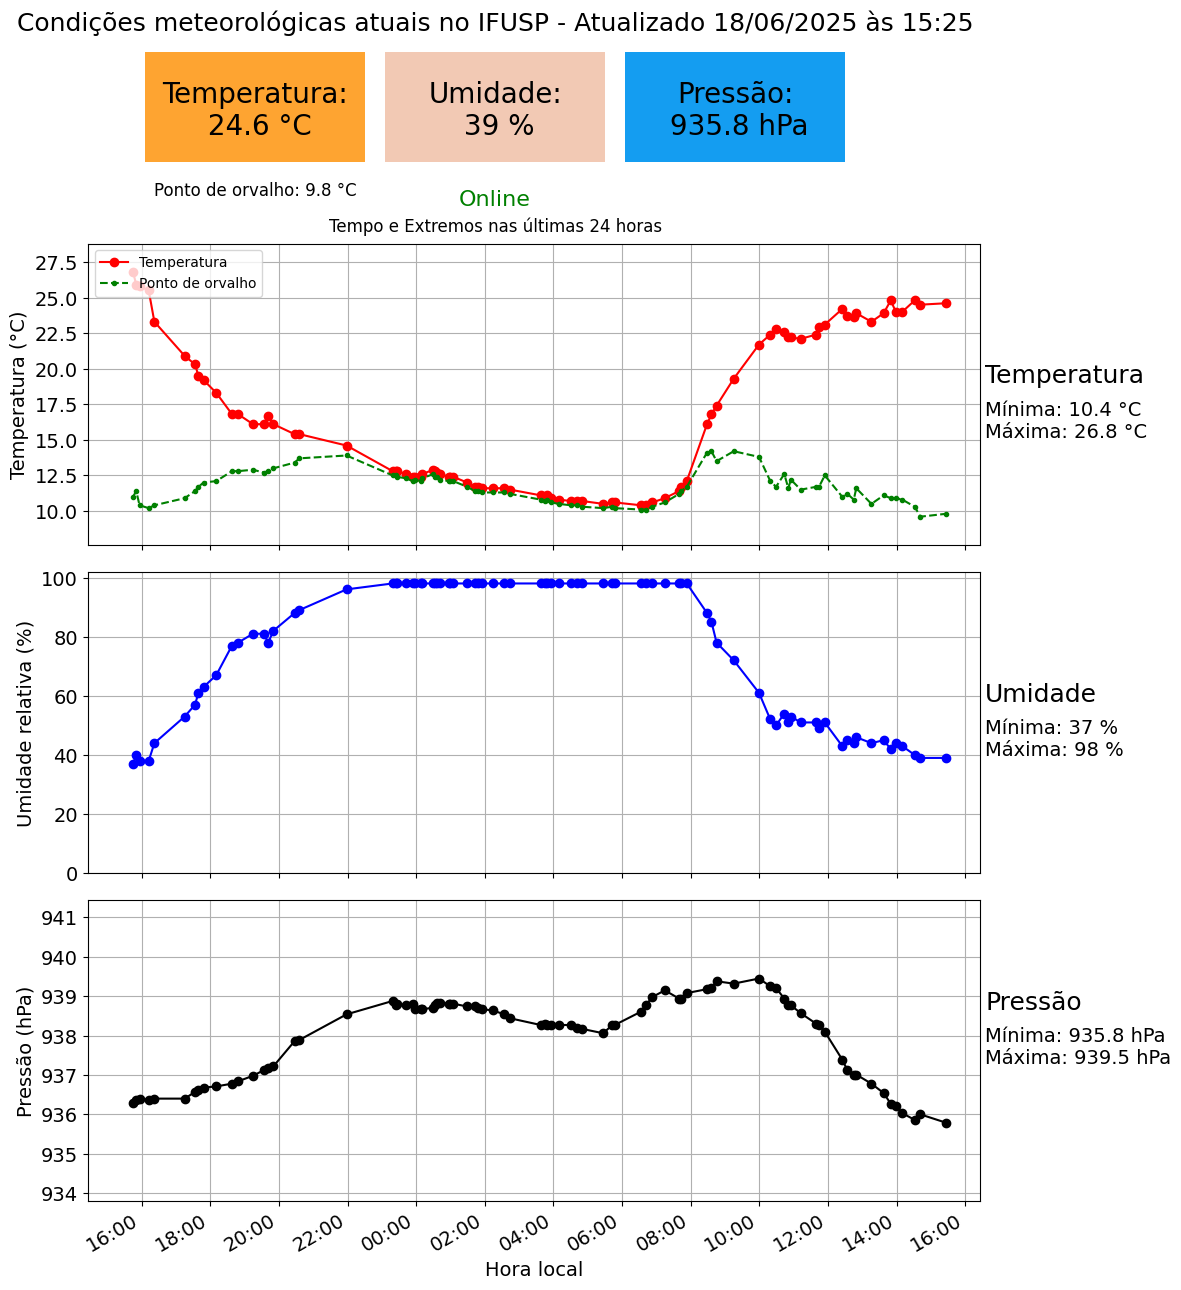 Condições meteorológicas atuais no IFUSP - Atualizado 18/06/2025 às 15:25
Temperatura:
24.6 °C
Umidade:
39 %
Pressão:
935.8 hPa
Ponto de orvalho: 9.8 °C
Online
Tempo e Extremos nas últimas 24 horas
Temperatura (°C)
27.5
25.0
22.5
20.0
17.5
15.0
12.5
10.0
Temperatura
Ponto de orvalho
Temperatura
Mínima: 10.4 °C
Máxima: 26.8 °C
Umidade relativa (%)
100
80
60
40
20
0
Umidade
Mínima: 37 %
Máxima: 98 %
Pressão (hPa)
941
940
939
938
937
936
935
934
Pressão
Mínima: 935.8 hPa
Máxima: 939.5 hPa
16:00 18:00 20:00 22:00 00:00 02:00 04:00 06:00 08:00 10:00 12:00 14:00 16:00
Hora local